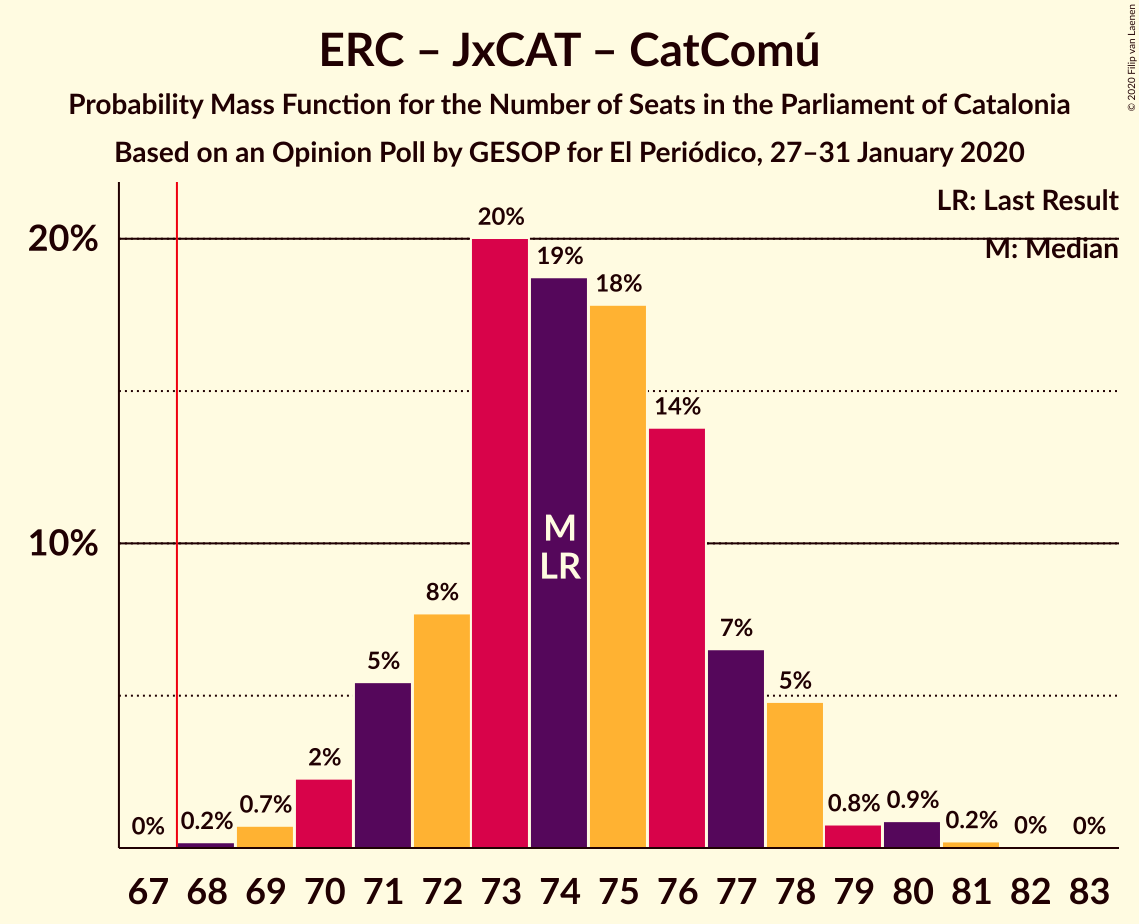 ERC – JxCAT – CatComú
Probability Mass Function for the Number of Seats in the Parliament of Catalonia
Based on an Opinion Poll by GESOP for El Periódico, 27–31 January 2020
© 2020 Filip van Laenen
LR: Last Result
M: Median
20%
10%
0%
0.2%
0.7%
2%
5%
8%
20%
19%
18%
14%
7%
5%
0.8%
0.9%
0.2%
0%
0%
M
LR
67 68 69 70 71 72 73 74 75 76 77 78 79 80 81 82 83